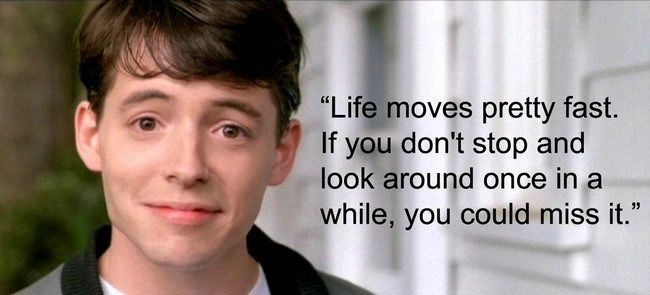 “Life moves pretty fast.
If you don't stop and
look around once in a
while, you could miss it.”